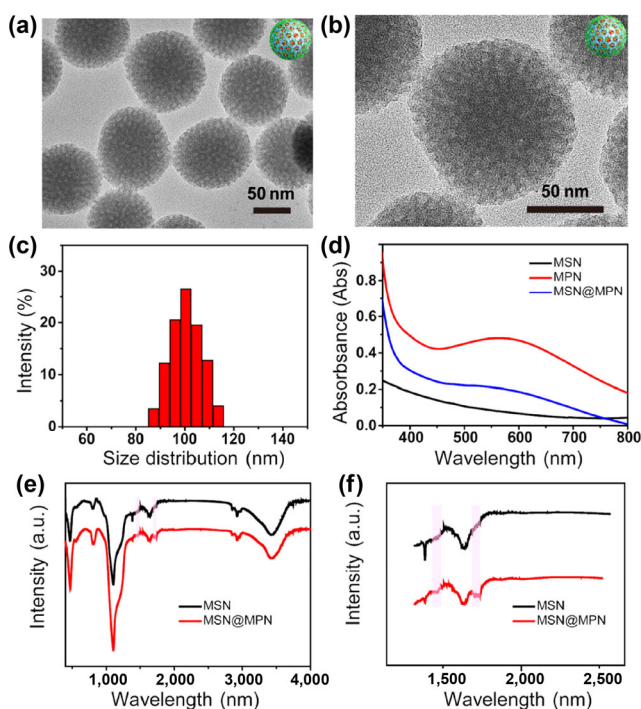 (a)
50 nm
(b)
50 nm
(c)
30
20
10
0
60 80 100 120 140
Intensity (%)
Size distribution (nm)
(d)
MSN
MPN
MSN@MPN
0.8
0.6
0.4
0.2
0.0
400 500 600 700 800
Absorbsance (Abs)
Wavelength (nm)
(e)
MSN
MSN@MPN
1,000 2,000 3,000 4,000
Intensity (a.u.)
Wavelength (nm)
(f)
MSN
MSN@MPN
1,500 2,000 2,500
Intensity (a.u.)
Wavelength (nm)